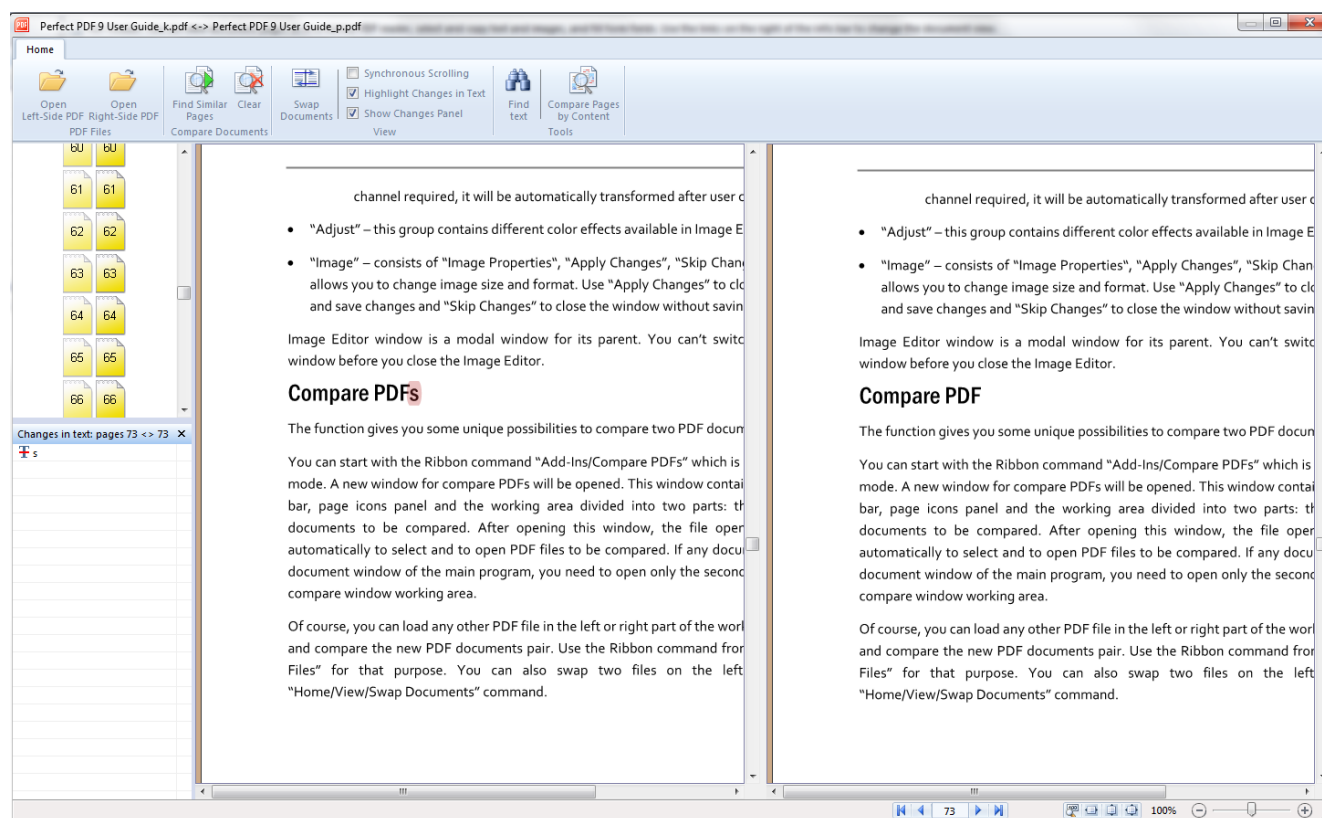 Perfect PDF 9 User Guide_k.pdf <-> Perfect PDF 9 User Guide_p.pdf
Home
Open Left-Side PDF
Open Right-Side PDF
PDF Files
Find Similar Pages
Clear
Compare Documents
Swap Documents
Synchronous Scrolling
Highlight Changes in Text
Show Changes Panel
View
Find text
Compare Pages by Content
Tools
60 60
61 61
62 62
63 63
64 64
65 65
66 66
Changes in text: pages 73 <> 73
s
channel required, it will be automatically transformed after user c
• “Adjust” – this group contains different color effects available in Image E
• “Image” – consists of “Image Properties“, “Apply Changes”, “Skip Chan
allows you to change image size and format. Use “Apply Changes” to clo
and save changes and “Skip Changes” to close the window without savin
Image Editor window is a modal window for its parent. You can’t switc
window before you close the Image Editor.
Compare PDFs
The function gives you some unique possibilities to compare two PDF docum
You can start with the Ribbon command “Add-Ins/Compare PDFs” which is
mode. A new window for compare PDFs will be opened. This window contai
bar, page icons panel and the working area divided into two parts: th
documents to be compared. After opening this window, the file open
automatically to select and to open PDF files to be compared. If any docu
document window of the main program, you need to open only the second
compare window working area.
Of course, you can load any other PDF file in the left or right part of the work
and compare the new PDF documents pair. Use the Ribbon command from
Files” for that purpose. You can also swap two files on the left
“Home/View/Swap Documents” command.
channel required, it will be automatically transformed after user c
• “Adjust” – this group contains different color effects available in Image E
• “Image” – consists of “Image Properties“, “Apply Changes”, “Skip Chan
allows you to change image size and format. Use “Apply Changes” to clo
and save changes and “Skip Changes” to close the window without savin
Image Editor window is a modal window for its parent. You can’t switc
window before you close the Image Editor.
Compare PDF
The function gives you some unique possibilities to compare two PDF docun
You can start with the Ribbon command “Add-Ins/Compare PDFs” which is
mode. A new window for compare PDFs will be opened. This window contai
bar, page icons panel and the working area divided into two parts: th
documents to be compared. After opening this window, the file open
automatically to select and to open PDF files to be compared. If any docu
document window of the main program, you need to open only the second
compare window working area.
Of course, you can load any other PDF file in the left or right part of the work
and compare the new PDF documents pair. Use the Ribbon command from
Files” for that purpose. You can also swap two files on the left
“Home/View/Swap Documents” command.
73
100%